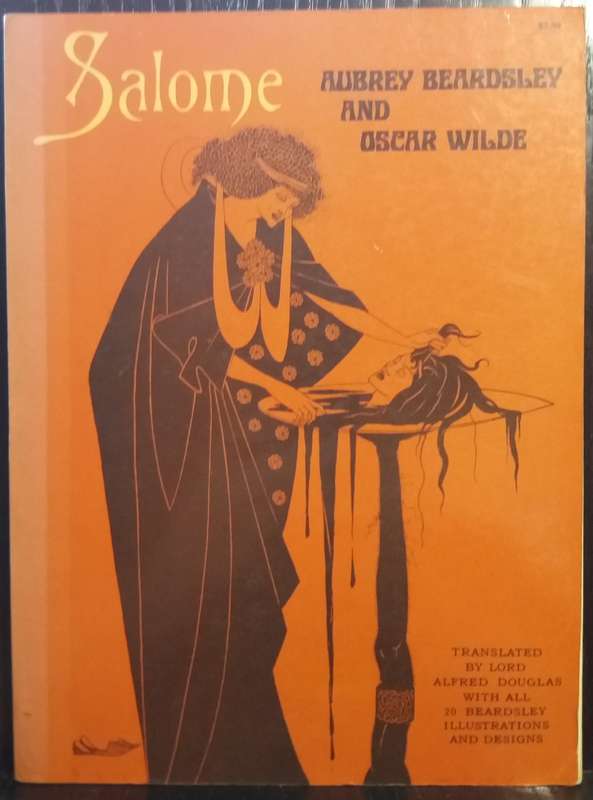 Salome
AUBREY BEARDSLEY
AND
OSCAR WILDE
TRANSLATED
BY LORD
ALFRED DOUGLAS
WITH ALL
20 BEARDSLEY
ILLUSTRATIONS
AND DESIGNS